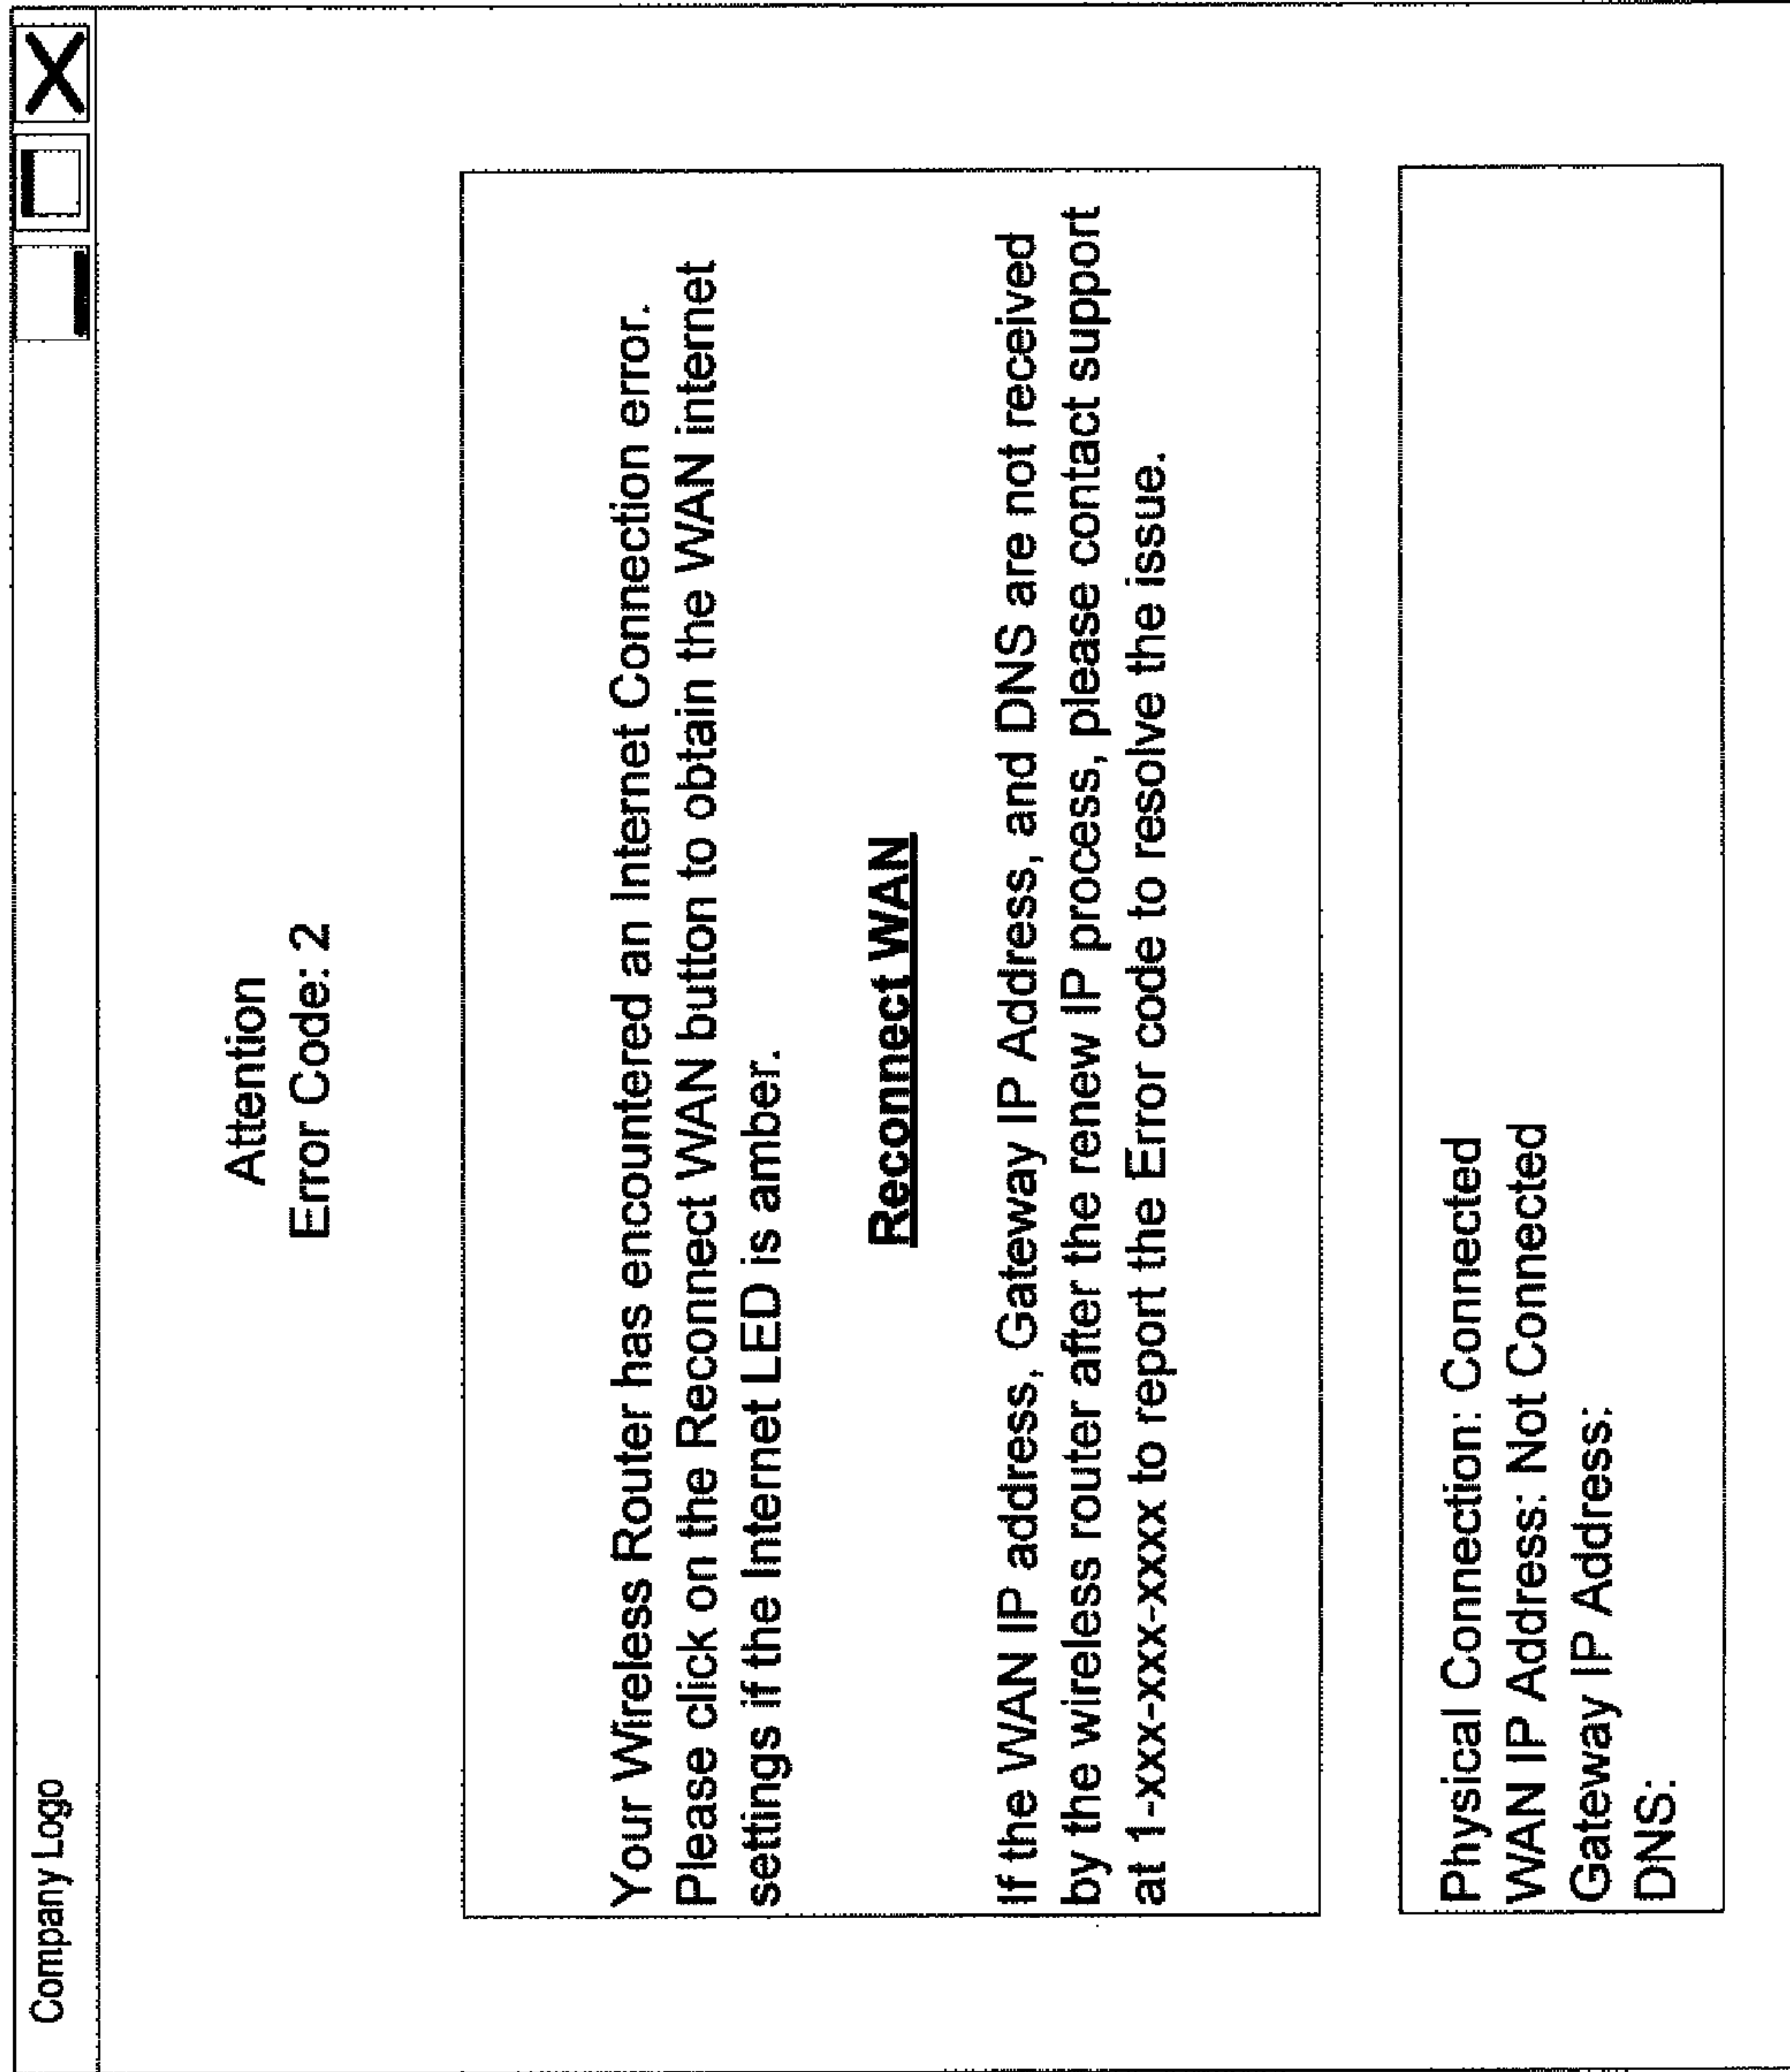 Company Logo
Attention
Error Code: 2
Your Wireless Router has encountered an Internet Connection error.
Please click on the Reconnect WAN button to obtain the WAN internet
settings if the Internet LED is amber.
Reconnect WAN
If the WAN IP address, Gateway IP Address, and DNS are not received
by the wireless router after the renew IP process, please contact support
at 1-xxx-xxx-xxxx to report the Error code to resolve the issue.
Physical Connection: Connected
WAN IP Address: Not Connected
Gateway IP Address:
DNS: